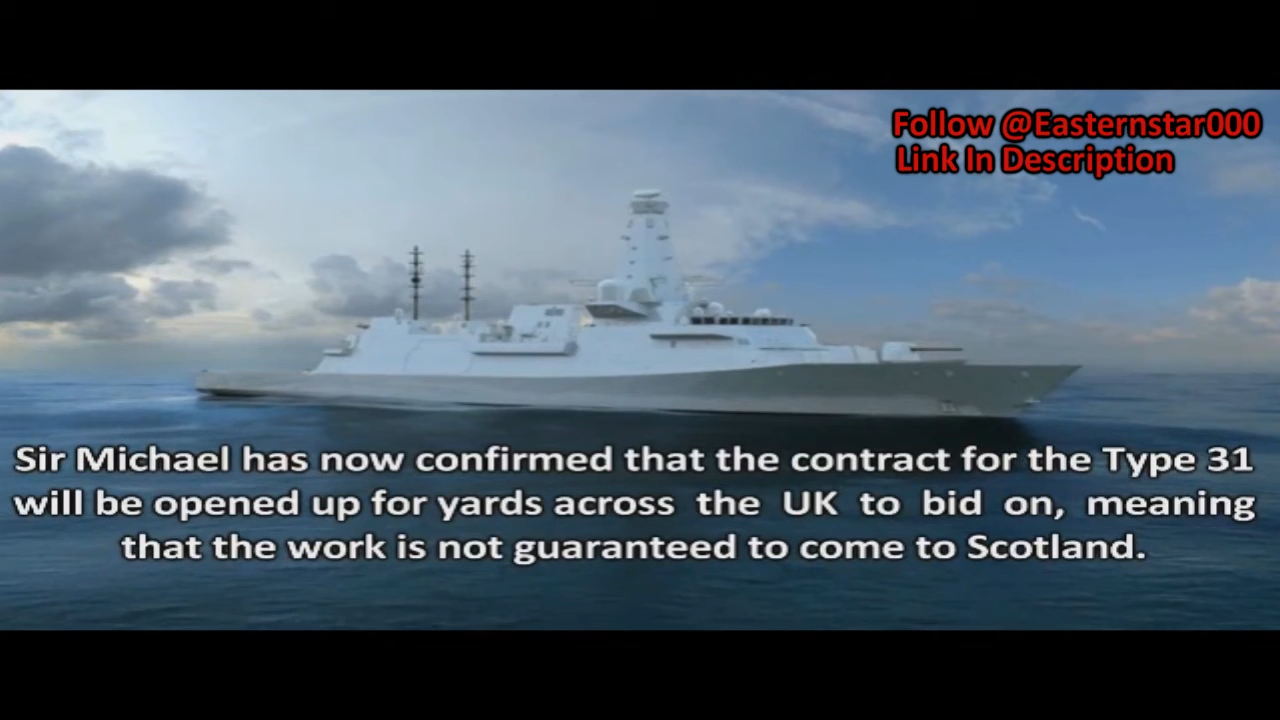 Follow @Easternstar000
Link In Description
Sir Michael has now confirmed that the contract for the Type 31
will be opened up for yards across the UK to bid on, meaning
that the work is not guaranteed to come to Scotland.